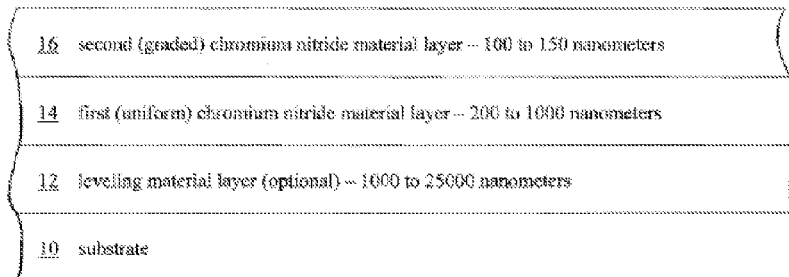 16 second (graded) chromium nitride material layer – 100 to 150 nanometers
14 first (uniform) chromium nitride material layer – 200 to 1000 nanometers
12 leveling material layer (optional) – 1000 to 25000 nanometers
10 substrate